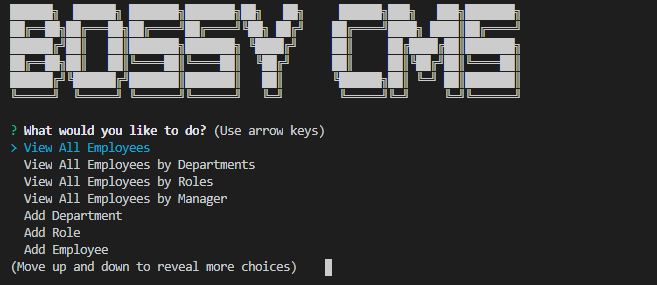 BOSSY CMS
? What would you like to do? (Use arrow keys)
> View All Employees
View All Employees by Departments
View All Employees by Roles
View All Employees by Manager
Add Department
Add Role
Add Employee
(Move up and down to reveal more choices)